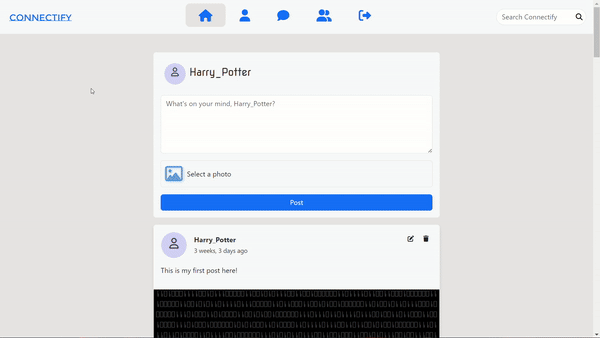 CONNECTIFY
Search Connectify
Harry_Potter
What's on your mind, Harry_Potter?
Select a photo
Post
Harry_Potter
3 weeks, 3 days ago
This is my first post here!